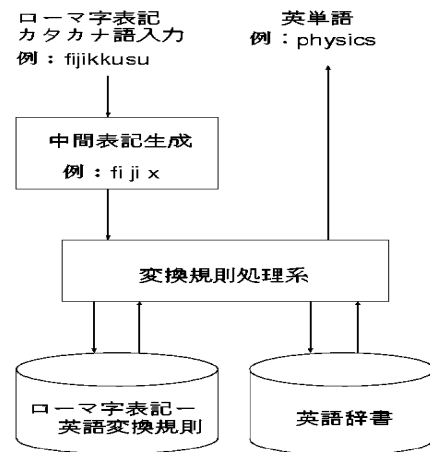 ローマ字表記
カタカナ語入力
例：fijikkusu
英単語
例：physics
中間表記生成
例：fi ji x
変換規則処理系
ローマ字表記ー
英語変換規則
英語辞書